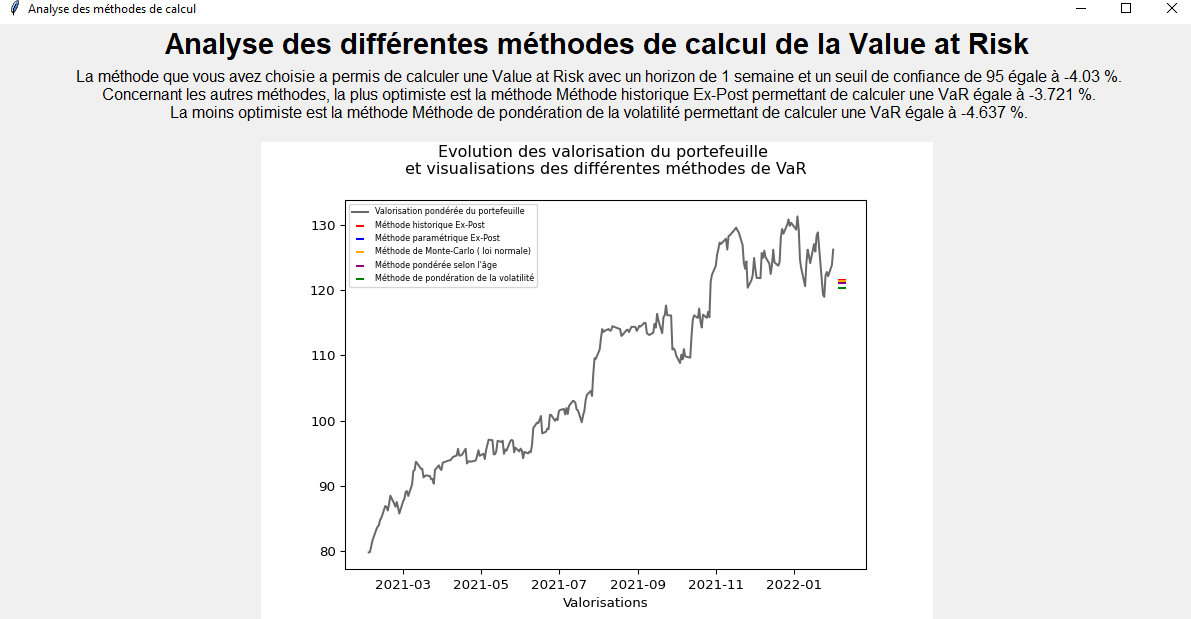 Analyse des méthodes de calcul
Analyse des différentes méthodes de calcul de la Value at Risk
La méthode que vous avez choisie a permis de calculer une Value at Risk avec un horizon de 1 semaine et un seuil de confiance de 95 égale à -4.03 %.
Concernant les autres méthodes, la plus optimiste est la méthode Méthode historique Ex-Post permettant de calculer une VaR égale à -3.721 %.
La moins optimiste est la méthode Méthode de pondération de la volatilité permettant de calculer une VaR égale à -4.637 %.
Evolution des valorisation du portefeuille
et visualisations des différentes méthodes de VaR
Valorisation pondérée du portefeuille
Méthode historique Ex-Post
Méthode paramétrique Ex-Post
Méthode de Monte-Carlo ( loi normale)
Méthode pondérée selon l'âge
Méthode de pondération de la volatilité
130
120
110
100
90
80
2021-03 2021-05 2021-07 2021-09 2021-11 2022-01
Valorisations